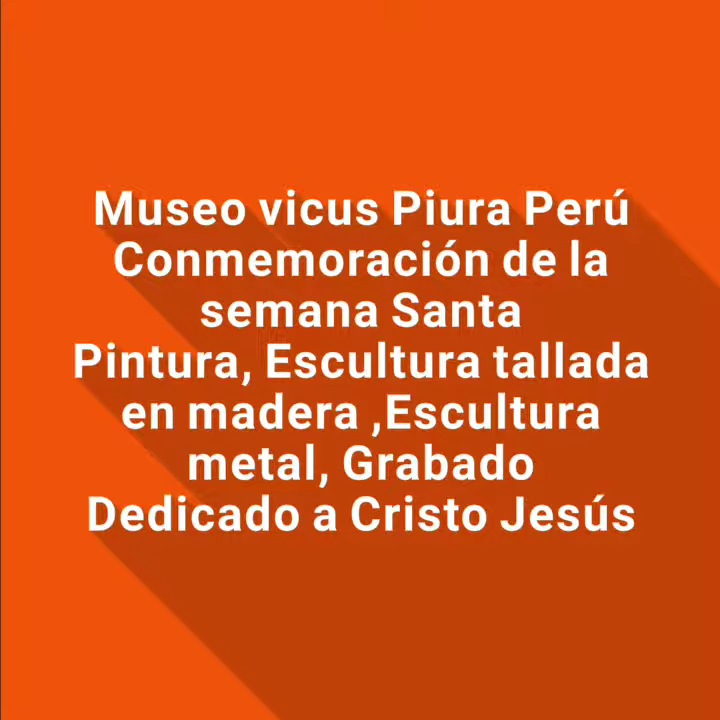 Museo vicus Piura Perú
Conmemoración de la
semana Santa
Pintura, Escultura tallada
en madera ,Escultura
metal, Grabado
Dedicado a Cristo Jesús